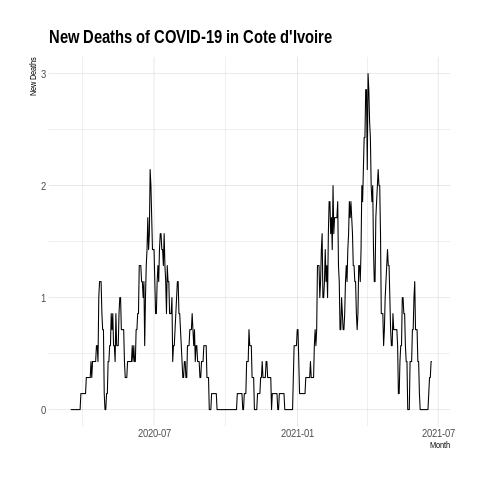 New Deaths of COVID-19 in Cote d'Ivoire
New Deaths
3
2
1
0
2020-07 2021-01 2021-07
Month